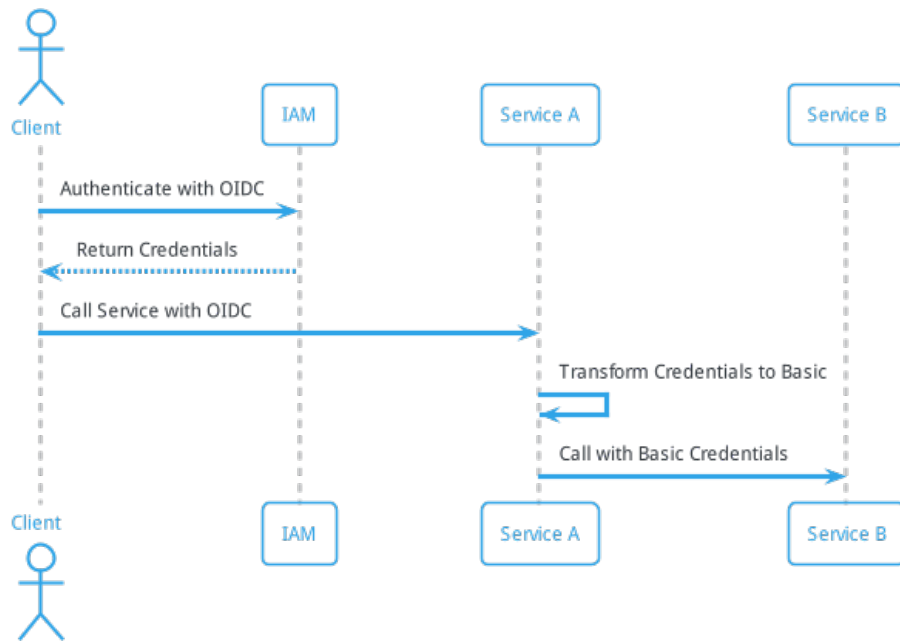 Client
IAM
Service A
Service B
Authenticate with OIDC
Return Credentials
Call Service with OIDC
Transform Credentials to Basic
Call with Basic Credentials
Client
IAM
Service A
Service B